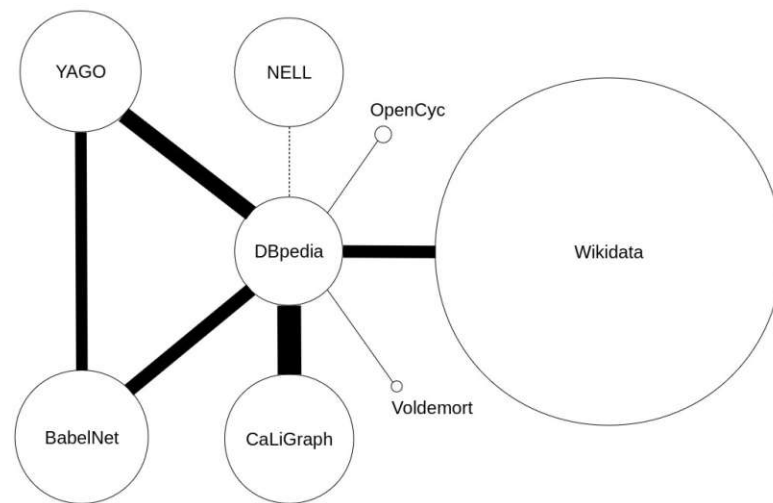 YAGO
NELL
OpenCyc
DBpedia
Wikidata
Voldemort
BabelNet
CaLiGraph